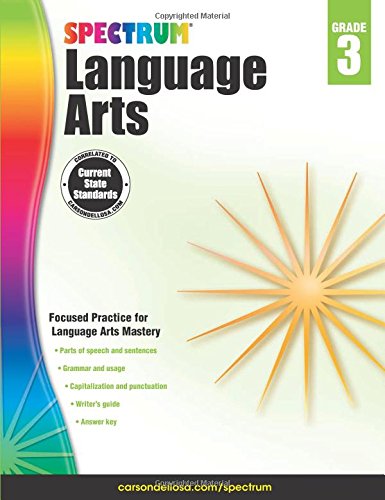 Copyrighted Material
SPECTRUM®
GRADE
3
Language
Arts
CORRELATED TO
Current
State
Standards
CARSONDELLOSA.COM
Focused Practice for
Language Arts Mastery
• Parts of speech and sentences
• Grammar and usage
• Capitalization and punctuation
• Writer's guide
• Answer key
carsondellosa.com/spectrum
Copyrighted Material